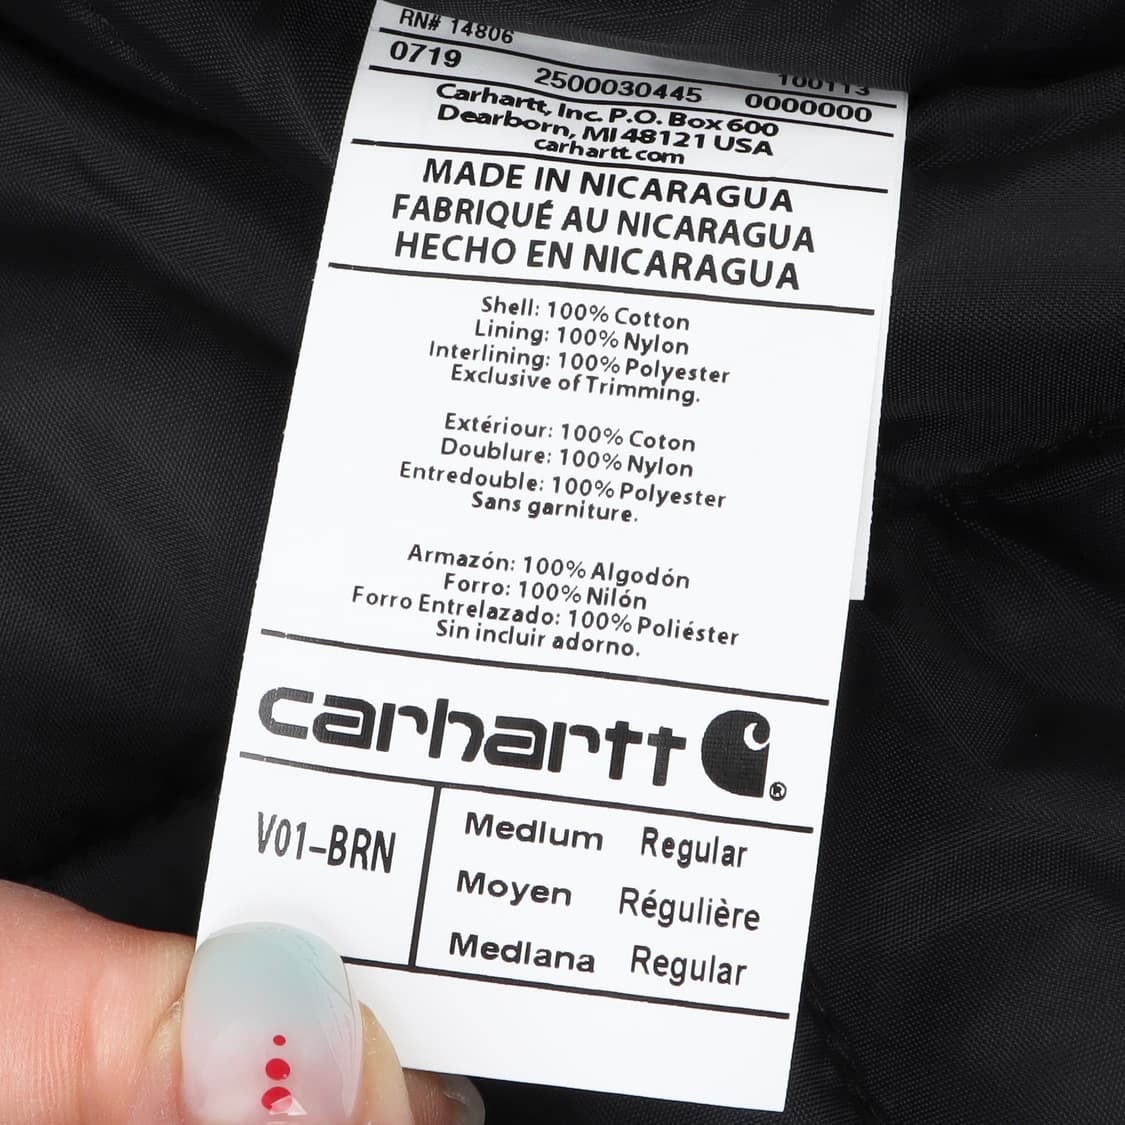 RN# 14806
100113
0719 2500030445 0000000
Carhartt, Inc. P.O. Box 600
Dearborn, MI 48121 USA
carhartt.com
MADE IN NICARAGUA
FABRIQUÉ AU NICARAGUA
HECHO EN NICARAGUA
Shell: 100% Cotton
Lining: 100% Nylon
Interlining: 100% Polyester
Exclusive of Trimming.
Extériour: 100% Coton
Doublure: 100% Nylon
Entredouble: 100% Polyester
Sans garniture.
Armazón: 100% Algodón
Forro: 100% Nilón
Forro Entrelazado: 100% Poliéster
Sin incluir adorno.
carhartt ®
V01-BRN
Medium Regular
Moyen Régulière
Mediana Regular